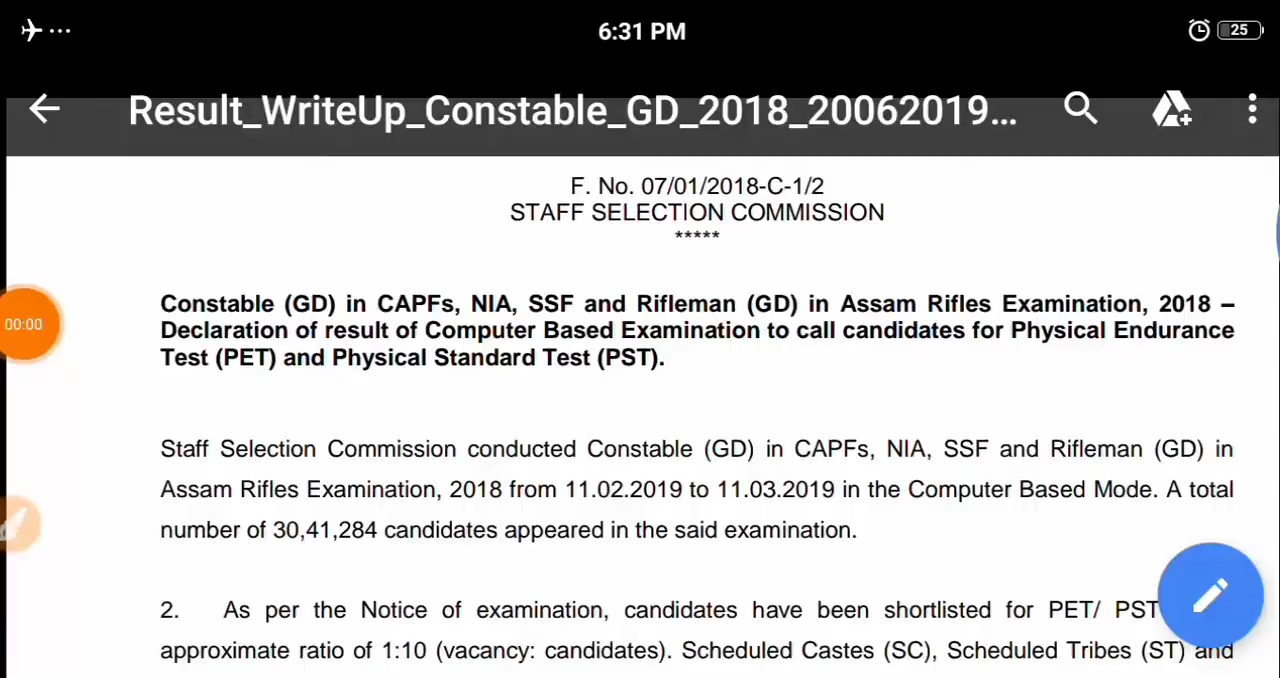 6:31 PM
25
Result_WriteUp_Constable_GD_2018_20062019...
F. No. 07/01/2018-C-1/2
STAFF SELECTION COMMISSION
*****
00:00
Constable (GD) in CAPFs, NIA, SSF and Rifleman (GD) in Assam Rifles Examination, 2018 –
Declaration of result of Computer Based Examination to call candidates for Physical Endurance
Test (PET) and Physical Standard Test (PST).
Staff Selection Commission conducted Constable (GD) in CAPFs, NIA, SSF and Rifleman (GD) in
Assam Rifles Examination, 2018 from 11.02.2019 to 11.03.2019 in the Computer Based Mode. A total
number of 30,41,284 candidates appeared in the said examination.
2. As per the Notice of examination, candidates have been shortlisted for PET/ PST
approximate ratio of 1:10 (vacancy: candidates). Scheduled Castes (SC), Scheduled Tribes (ST) and